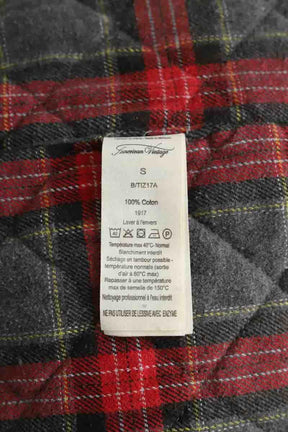 American Vintage
S
B/TIZ17A
100% Coton
1917
Laver à l'envers
40
Température max 40°C- Normal
Blanchiment interdit
Séchage en tambour possible -
température normale (sortie
d'air à 80°C max)
Repasser à une température
max de semelle de 150°C
Nettoyage professionnel à l'eau interdit
NE PAS UTILISER DE LESSIVE AVEC ENZYME